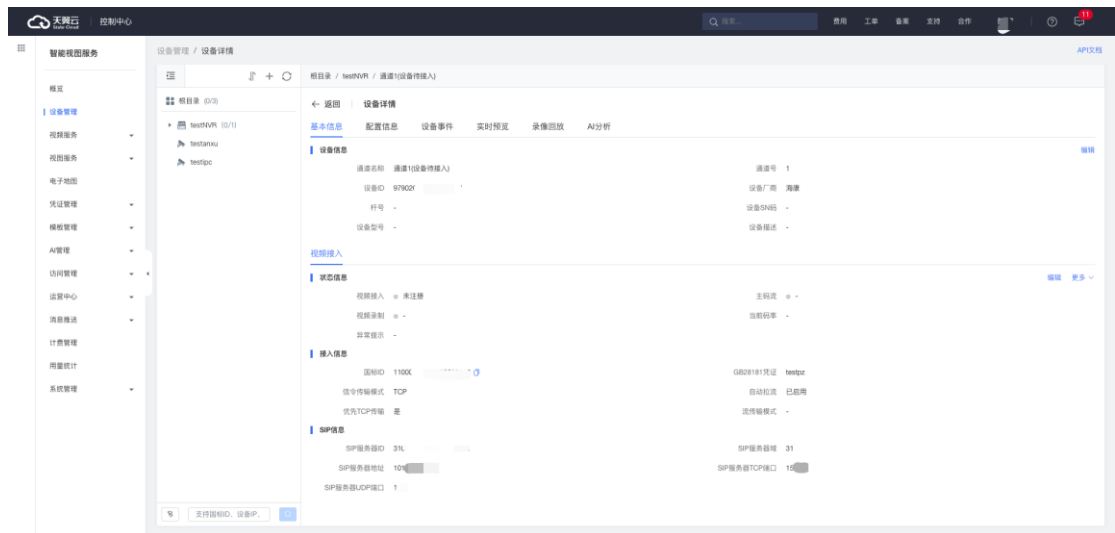 天翼云 控制中心 搜索... 费用 工单 备案 支持 合作 11
State Cloud
智能视图服务
设备管理 / 设备详情 API文档
概览
设备管理
视频服务
视图服务
电子地图
凭证管理
模板管理
AI管理
访问管理
运营中心
消息推送
计费管理
用量统计
系统管理
根目录 (0/3)
testNVR (0/1)
testanxu
testipc
支持国标ID、设备IP、
根目录 / testNVR / 通道1(设备待接入)
返回 设备详情
基本信息 配置信息 设备事件 实时预览 录像回放 AI分析
设备信息 编辑
通道名称 通道1(设备待接入) 通道号 1
设备ID 97902 设备厂商 海康
杆号 - 设备SN码 -
设备型号 - 设备描述 -
视频接入
状态信息 编辑 更多
视频接入 未注册 主码流 -
视频录制 - 当前码率 -
异常提示 -
接入信息
国标ID 1100 GB28181凭证 testpz
信令传输模式 TCP 自动拉流 已启用
优先TCP传输 是 流传输模式 -
SIP信息
SIP服务器ID 31 SIP服务器域 31
SIP服务器地址 101 SIP服务器TCP端口 15
SIP服务器UDP端口 1